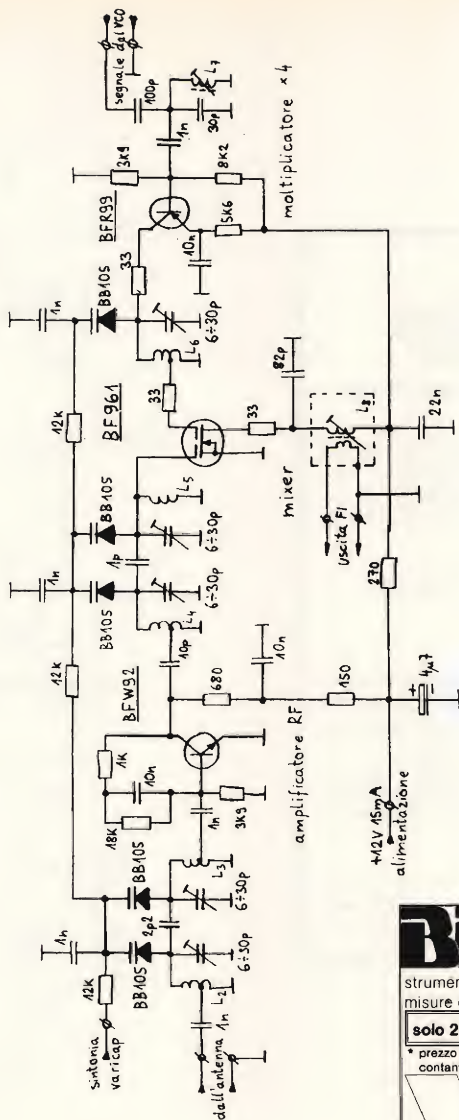 sintonia
varicap
12k
1n
BB105
BB105
12k
1n
BB105
BB105
12k
1n
BB105
dall'antenna
1n
L2
6÷30p
2p2
6÷30p
L3
1n
3K9
18K
10n
1K
BFW92
680
10n
150
amplificatore RF
10p
L4
6÷30p
1p
6÷30p
L5
BF961
33
L6
6÷30p
33
BFR99
3K9
10n
5K6
8K2
1n
30p
L7
100p
segnale dal VCO
moltiplicatore x 4
33
82p
mixer
L8
uscita FI
22n
270
+12V 15mA
alimentazione
4µ7
Bi
strumen
misure
solo 2
* prezzo
contan